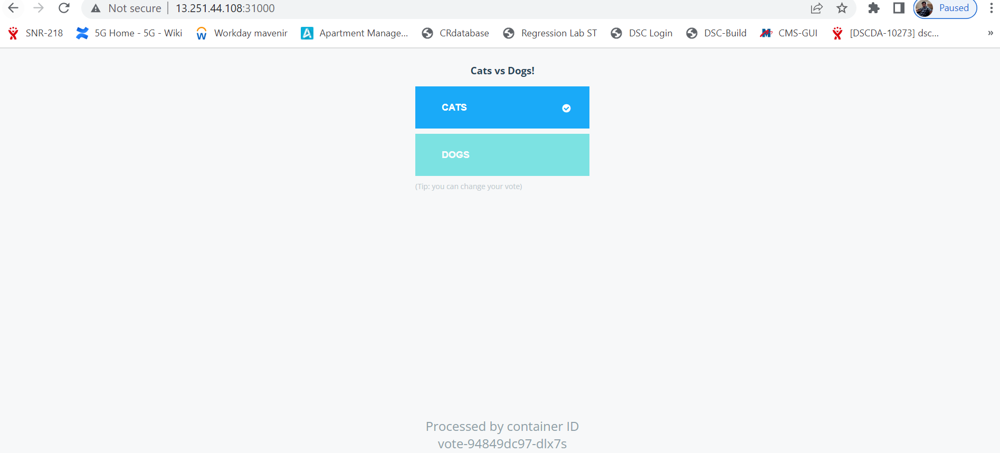 Not secure | 13.251.44.108:31000 Paused
SNR-218 5G Home - 5G - Wiki Workday mavenir Apartment Manage... CRdatabase Regression Lab ST DSC Login DSC-Build CMS-GUI [DSCDA-10273] dsc... »
Cats vs Dogs!
CATS
DOGS
(Tip: you can change your vote)
Processed by container ID
vote-94849dc97-dlx7s